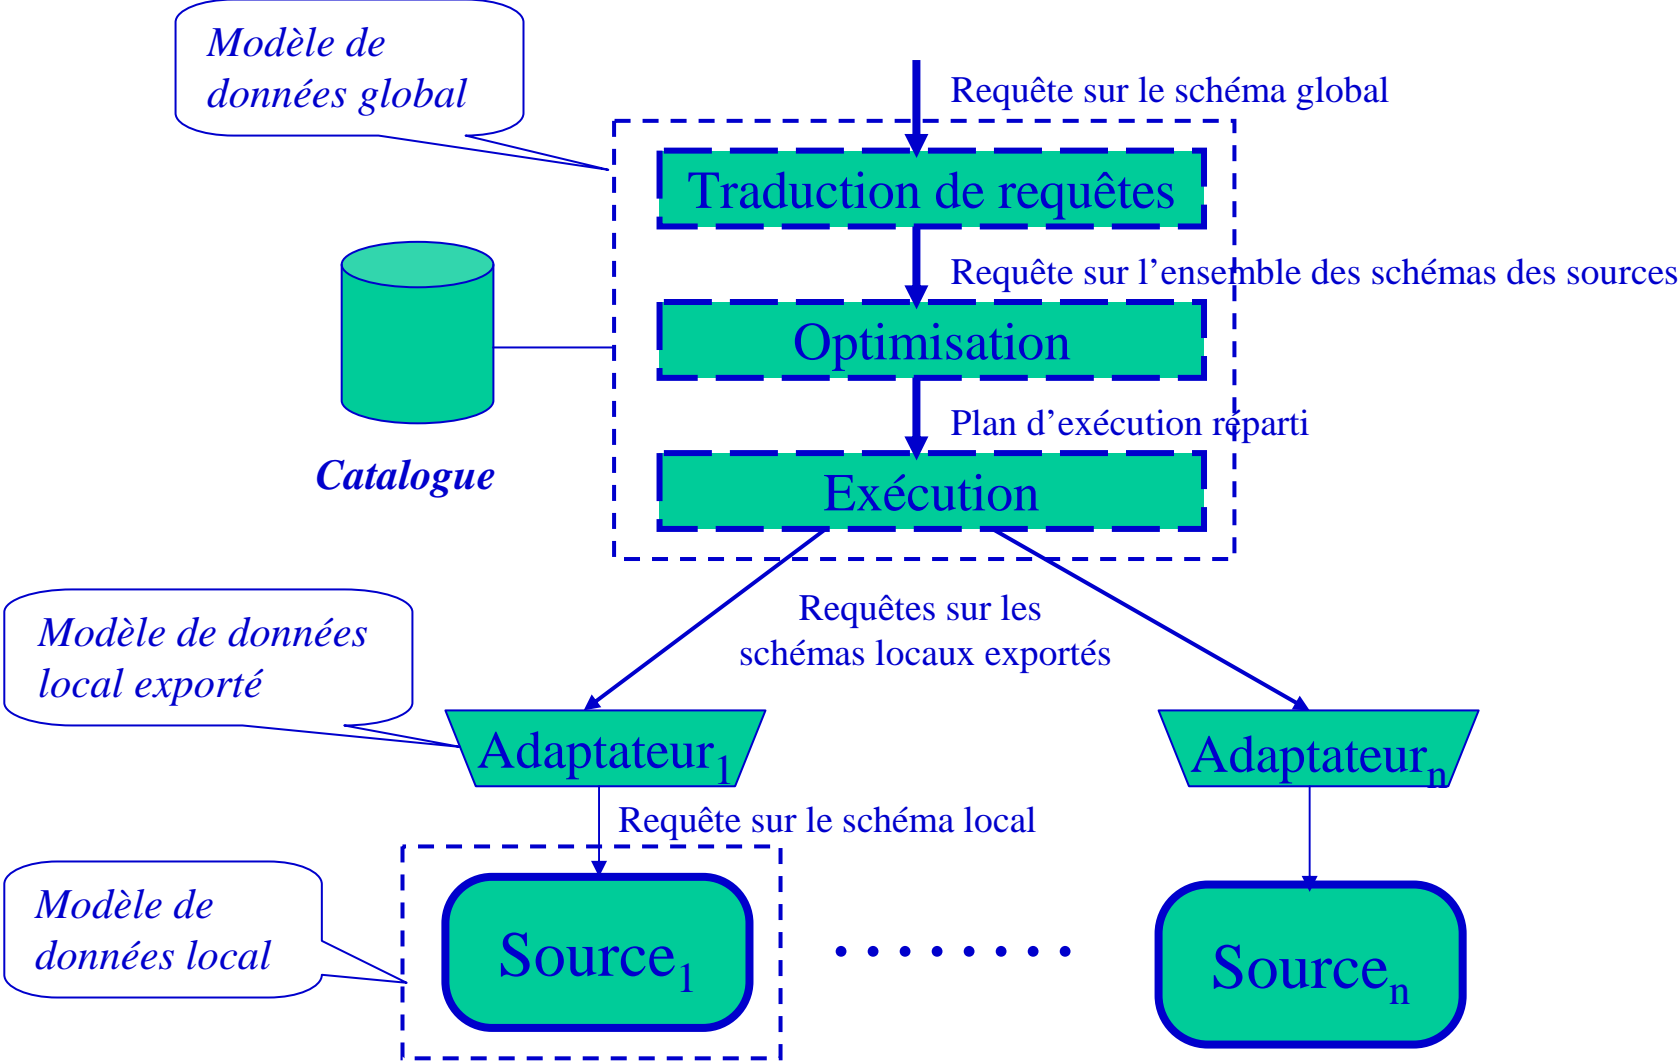 Modèle de
données global
Requête sur le schéma global
Traduction de requêtes
Requête sur l’ensemble des schémas des sources
Optimisation
Plan d’exécution réparti
Catalogue
Exécution
Requêtes sur les
schémas locaux exportés
Modèle de données
local exporté
Adaptateur1
Adaptateurn
Requête sur le schéma local
Modèle de
données local
Source1
Sourcen